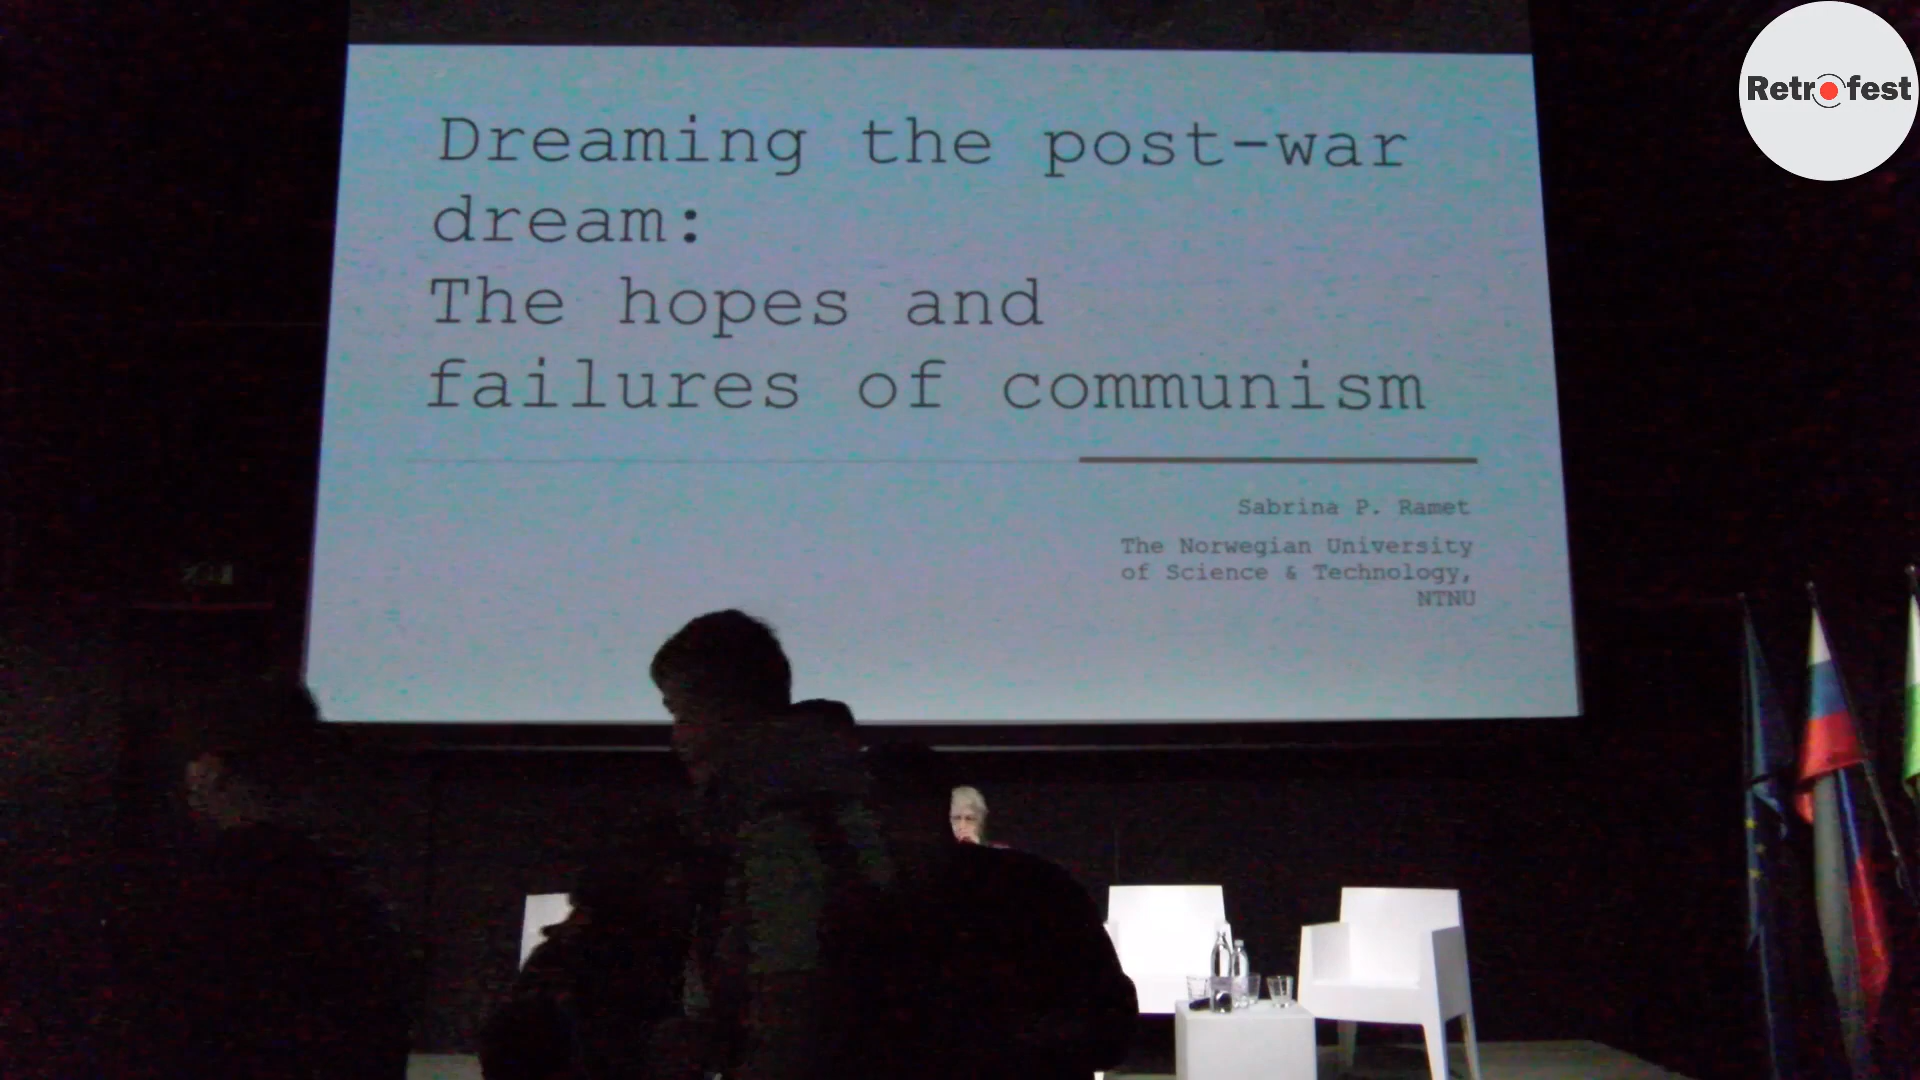 Retrofest
Dreaming the post-war
dream:
The hopes and
failures of communism
Sabrina P. Ramet
The Norwegian University
of Science & Technology,
NTNU